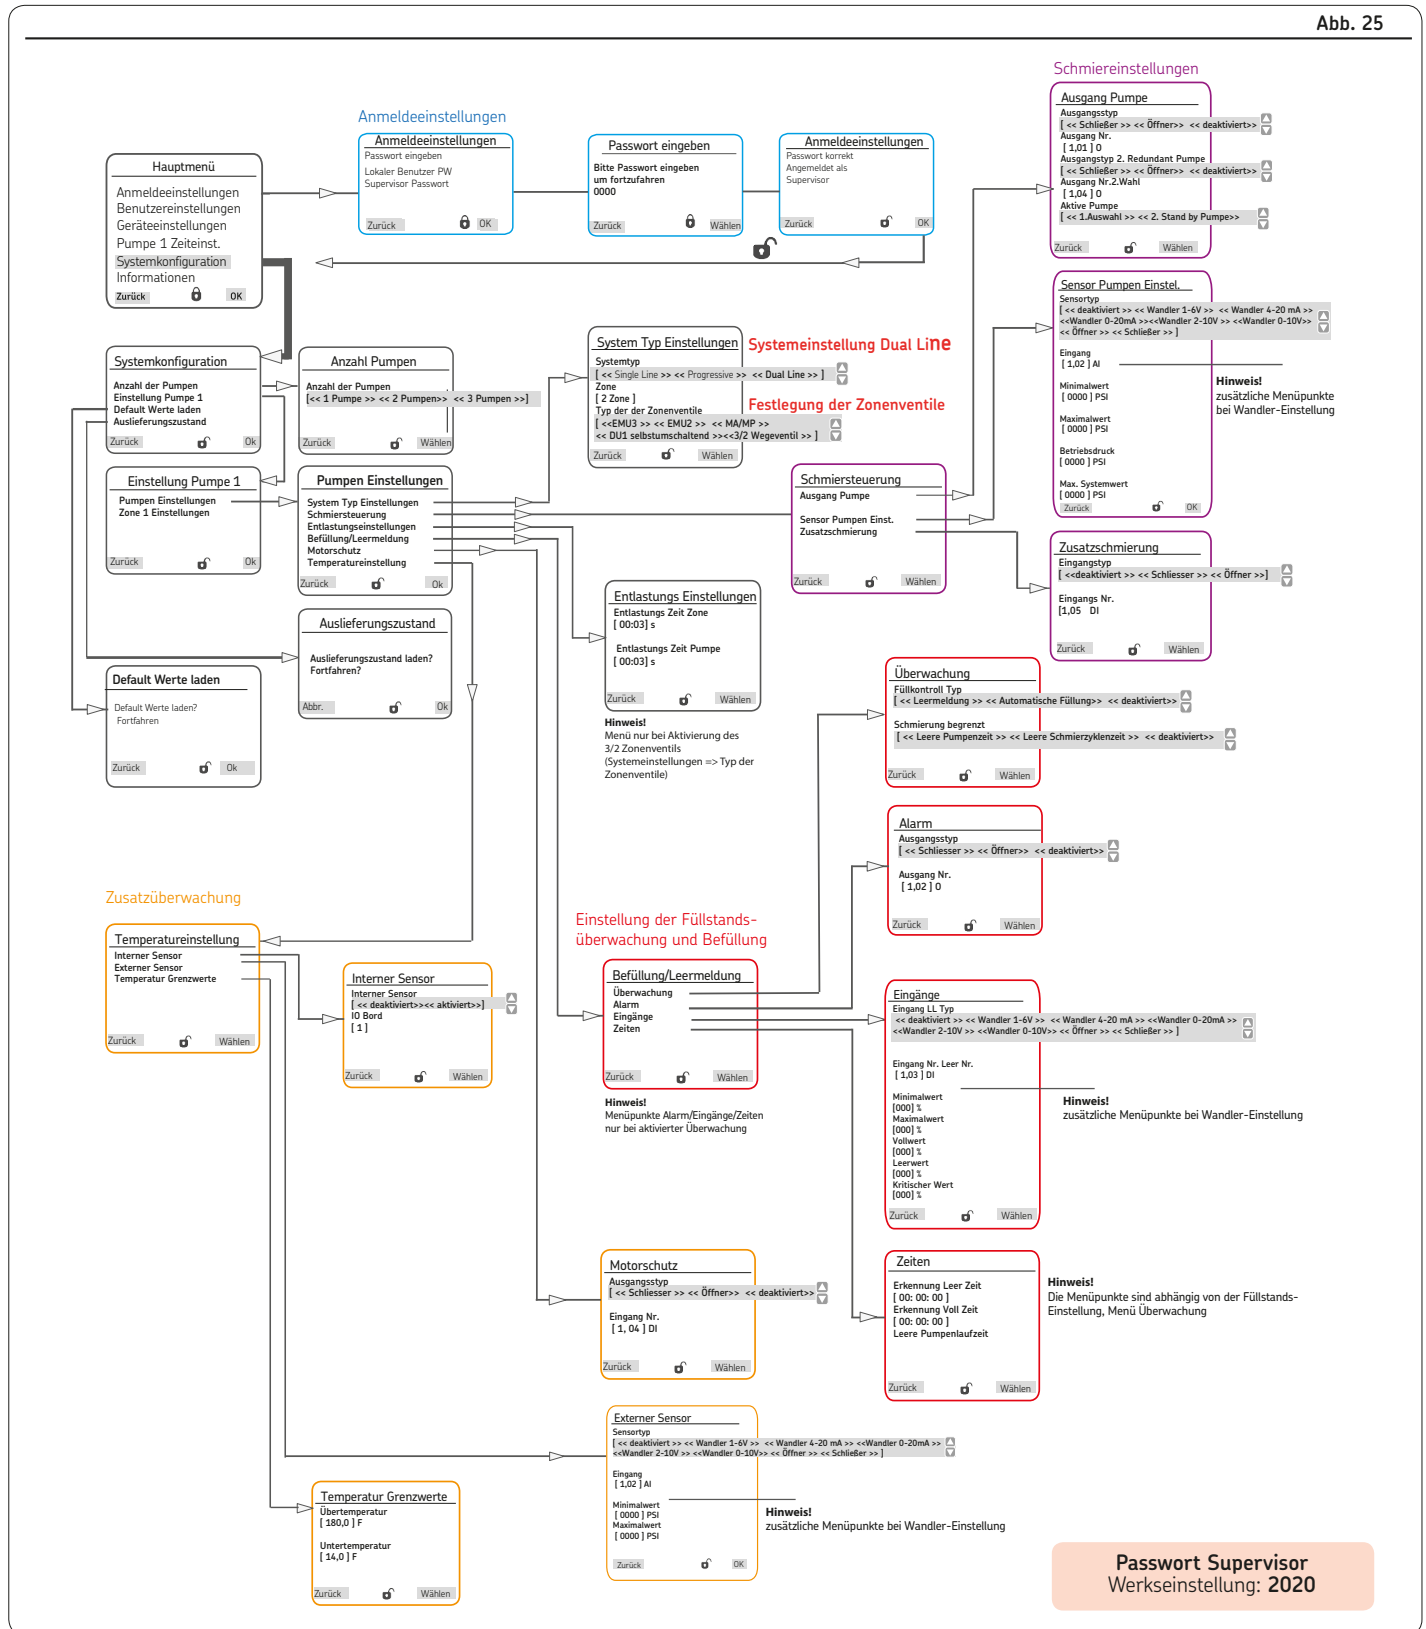 Abb. 25
Schmiereinstellungen
Ausgang Pumpe
Ausgangsstyp
[ << Schließer >> << Öffner>> << deaktiviert>>
Ausgang Nr.
[ 1,01 ] O
Ausgangstyp 2. Redundant Pumpe
[ << Schließer >> << Öffner>> << deaktiviert>>
Ausgang Nr.2.Wahl
[ 1,04 ] O
Aktive Pumpe
[ << 1.Auswahl >> << 2. Stand by Pumpe>>
Zurück Wählen
Anmeldeeinstellungen
Anmeldeeinstellungen
Passwort eingeben
Lokaler Benutzer PW
Supervisor Passwort
Zurück OK
Passwort eingeben
Bitte Passwort eingeben
um fortzufahren
0000
Zurück Wählen
Anmeldeeinstellungen
Passwort korrekt
Angemeldet als
Supervisor
Zurück OK
Hauptmenü
Anmeldeeinstellungen
Benutzereinstellungen
Geräteeinstellungen
Pumpe 1 Zeiteinst.
Systemkonfiguration
Informationen
Zurück OK
Sensor Pumpen Einstel.
Sensortyp
[ << deaktiviert >> << Wandler 1-6V >> << Wandler 4-20 mA >>
<<Wandler 0-20mA >><<Wandler 2-10V >> <<Wandler 0-10V>>
<< Öffner >> << Schließer >> ]
Eingang
[ 1,02 ] AI
Minimalwert
[ 0000 ] PSI
Maximalwert
[ 0000 ] PSI
Betriebsdruck
[ 0000 ] PSI
Max. Systemwert
[ 0000 ] PSI
Zurück OK
Hinweis!
zusätzliche Menüpunkte
bei Wandler-Einstellung
Systemkonfiguration
Anzahl der Pumpen
Einstellung Pumpe 1
Default Werte laden
Auslieferungszustand
Zurück Ok
Anzahl Pumpen
Anzahl der Pumpen
[<< 1 Pumpe >> << 2 Pumpen>> << 3 Pumpen >>]
Zurück Wählen
System Typ Einstellungen
Systemtyp
[ << Single Line >> << Progressive >> << Dual Line >> ]
Zone
[ 2 Zone ]
Typ der der Zonenventile
[ <<EMU3 >> << EMU2 >> << MA/MP >>
<< DU1 selbstumschaltend >><<3/2 Wegeventil >> ]
Zurück Wählen
Systemeinstellung Dual Line
Festlegung der Zonenventile
Einstellung Pumpe 1
Pumpen Einstellungen
Zone 1 Einstellungen
Zurück Ok
Pumpen Einstellungen
System Typ Einstellungen
Schmiersteuerung
Entlastungseinstellungen
Befüllung/Leermeldung
Motorschutz
Temperatureinstellung
Zurück Ok
Schmiersteuerung
Ausgang Pumpe
Sensor Pumpen Einst.
Zusatzschmierung
Zurück Wählen
Zusatzschmierung
Eingangstyp
[ <<deaktiviert >> << Schliesser >> << Öffner >>]
Eingangs Nr.
[1,05 DI
Zurück Wählen
Auslieferungszustand
Auslieferungszustand laden?
Fortfahren?
Abbr. Ok
Default Werte laden
Default Werte laden?
Fortfahren
Zurück Ok
Entlastungs Einstellungen
Entlastungs Zeit Zone
[ 00:03] s
Entlastungs Zeit Pumpe
[ 00:03] s
Zurück Wählen
Hinweis!
Menü nur bei Aktivierung des
3/2 Zonenventils
(Systemeinstellungen => Typ der
Zonenventile)
Überwachung
Füllkontroll Typ
[ << Leermeldung >> << Automatische Füllung>> << deaktiviert>>
Schmierung begrenzt
[ << Leere Pumpenzeit >> << Leere Schmierzyklenzeit >> << deaktiviert>>
Zurück Wählen
Alarm
Ausgangsstyp
[ << Schliesser >> << Öffner>> << deaktiviert>>
Ausgang Nr.
[ 1,02 ] O
Zurück Wählen
Zusatzüberwachung
Temperatureinstellung
Interner Sensor
Externer Sensor
Temperatur Grenzwerte
Zurück Wählen
Interner Sensor
Interner Sensor
[ << deaktiviert>><< aktiviert>>]
IO Bord
[ 1 ]
Zurück Wählen
Einstellung der Füllstands-
überwachung und Befüllung
Befüllung/Leermeldung
Überwachung
Alarm
Eingänge
Zeiten
Zurück Wählen
Hinweis!
Menüpunkte Alarm/Eingänge/Zeiten
nur bei aktivierter Überwachung
Eingänge
Eingang LL Typ
<< deaktiviert >> << Wandler 1-6V >> << Wandler 4-20 mA >> <<Wandler 0-20mA >>
<<Wandler 2-10V >> <<Wandler 0-10V>> << Öffner >> << Schließer >> ]
Eingang Nr. Leer Nr.
[ 1,03 ] DI
Minimalwert
[000] %
Maximalwert
[000] %
Vollwert
[000] %
Leerwert
[000] %
Kritischer Wert
[000] %
Zurück Wählen
Hinweis!
zusätzliche Menüpunkte bei Wandler-Einstellung
Motorschutz
Ausgangsstyp
[ << Schliesser >> << Öffner>> << deaktiviert>>
Eingang Nr.
[ 1, 04 ] DI
Zurück Wählen
Zeiten
Erkennung Leer Zeit
[ 00: 00: 00 ]
Erkennung Voll Zeit
[ 00: 00: 00 ]
Leere Pumpenlaufzeit
Zurück Wählen
Hinweis!
Die Menüpunkte sind abhängig von der Füllstands-
Einstellung, Menü Überwachung
Externer Sensor
Sensortyp
[ << deaktiviert >> << Wandler 1-6V >> << Wandler 4-20 mA >> <<Wandler 0-20mA >>
<<Wandler 2-10V >> <<Wandler 0-10V>> << Öffner >> << Schließer >> ]
Eingang
[ 1,02 ] AI
Minimalwert
[ 0000 ] PSI
Maximalwert
[ 0000 ] PSI
Zurück OK
Hinweis!
zusätzliche Menüpunkte bei Wandler-Einstellung
Temperatur Grenzwerte
Übertemperatur
[ 180,0 ] F
Untertemperatur
[ 14,0 ] F
Zurück Wählen
Passwort Supervisor
Werkseinstellung: 2020